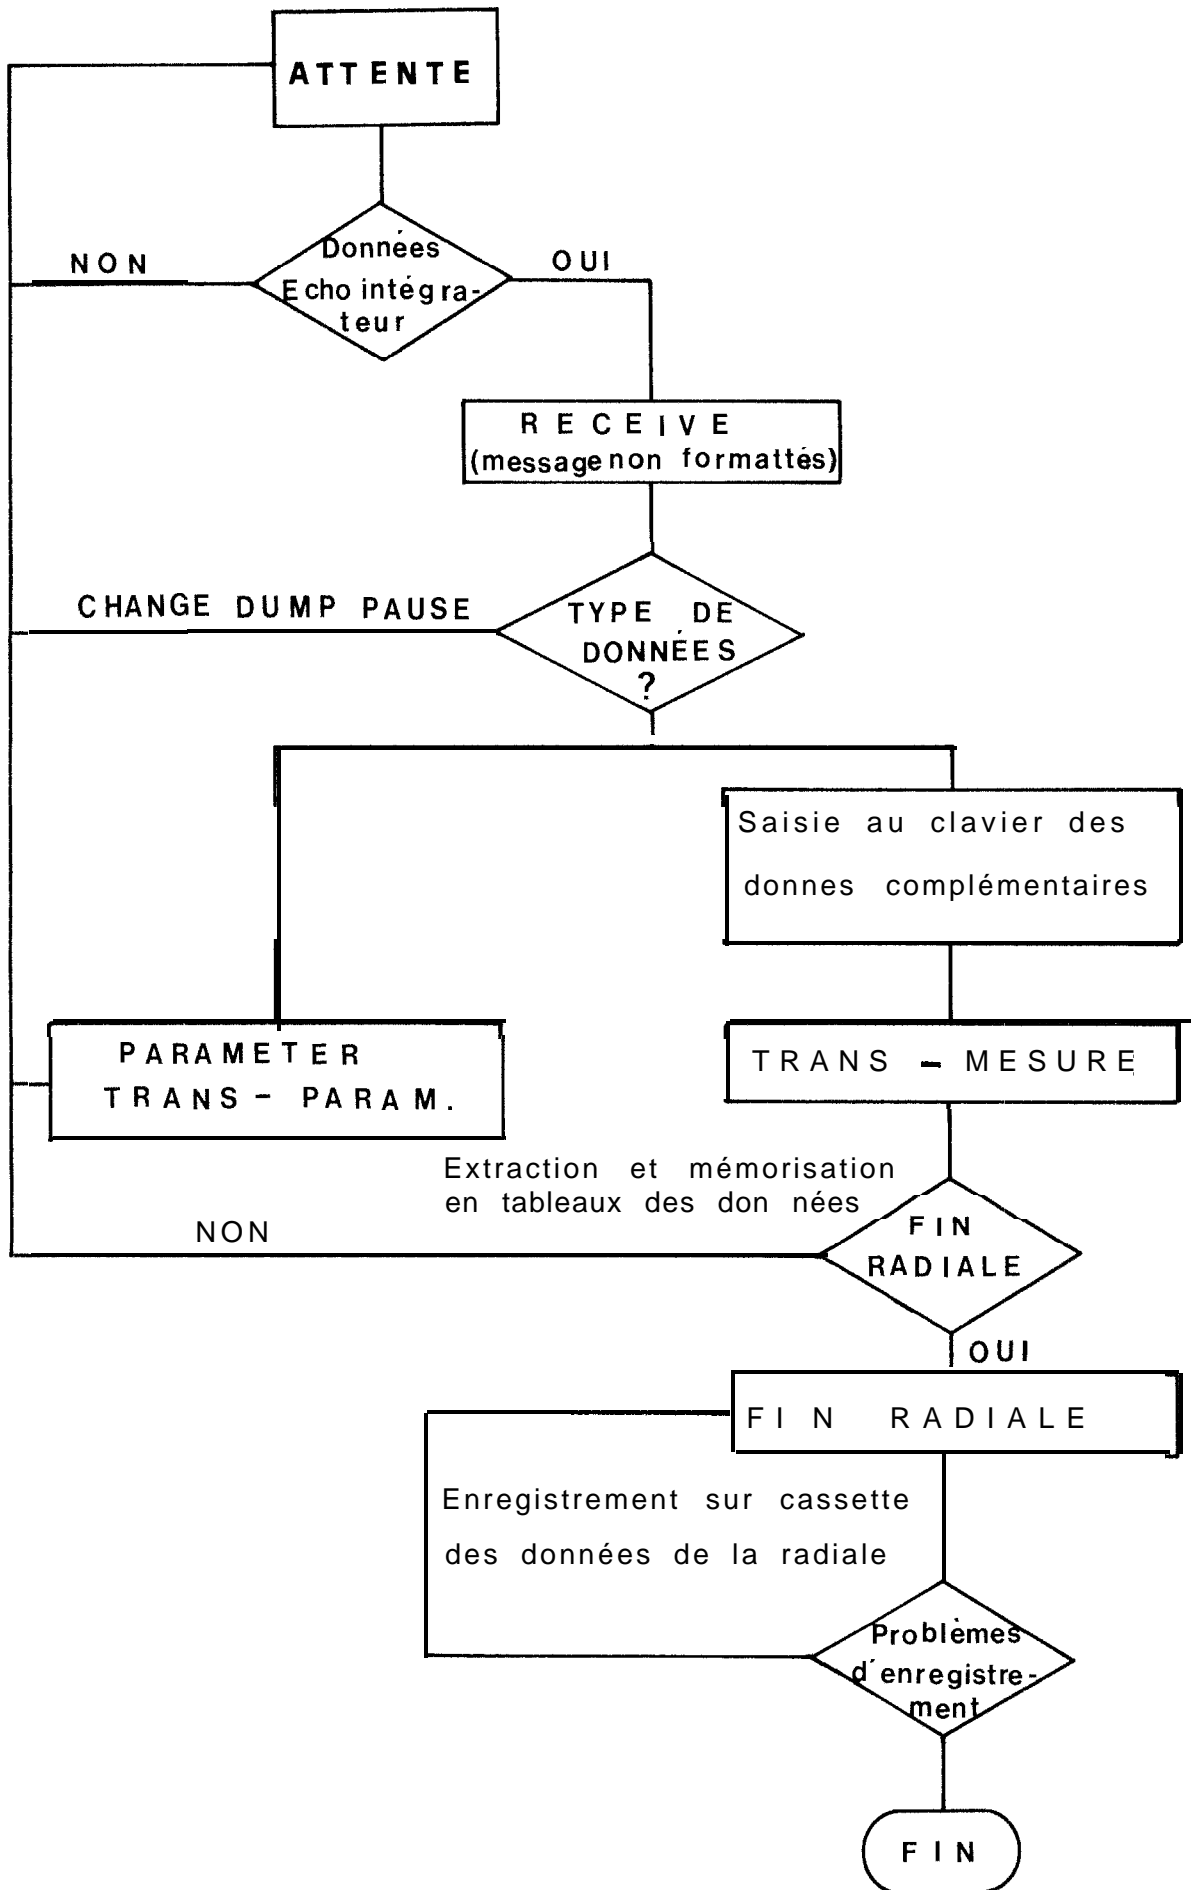 ATTENTE
Données
Echo intégra-
teur
NON
OUI
RECEIVE
(message non formattés)
CHANGE DUMP PAUSE
TYPE DE
DONNÉES
?
Saisie au clavier des
donnes complémentaires
PARAMETER
TRANS - PARAM.
TRANS - MESURE
Extraction et mémorisation
en tableaux des don nées
NON
FIN
RADIALE
OUI
FIN RADIALE
Enregistrement sur cassette
des données de la radiale
Problèmes
d'enregistre-
ment
FIN